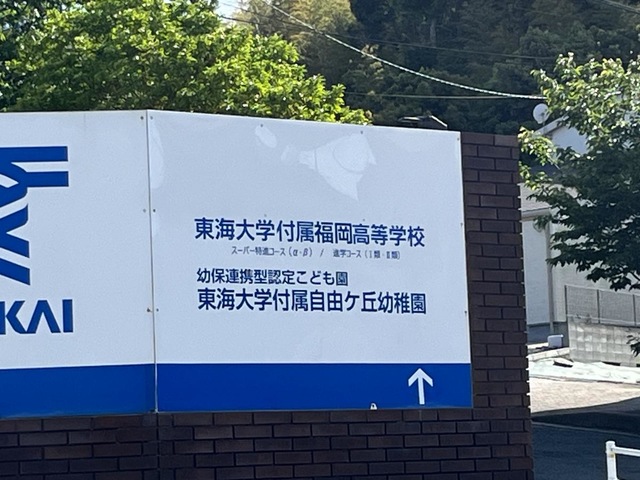 東海大学付属福岡高等学校
スーパー特進コース（α・β） / 進学コース（Ⅰ類・Ⅱ類）
幼保連携型認定こども園
東海大学付属自由ケ丘幼稚園
KAI